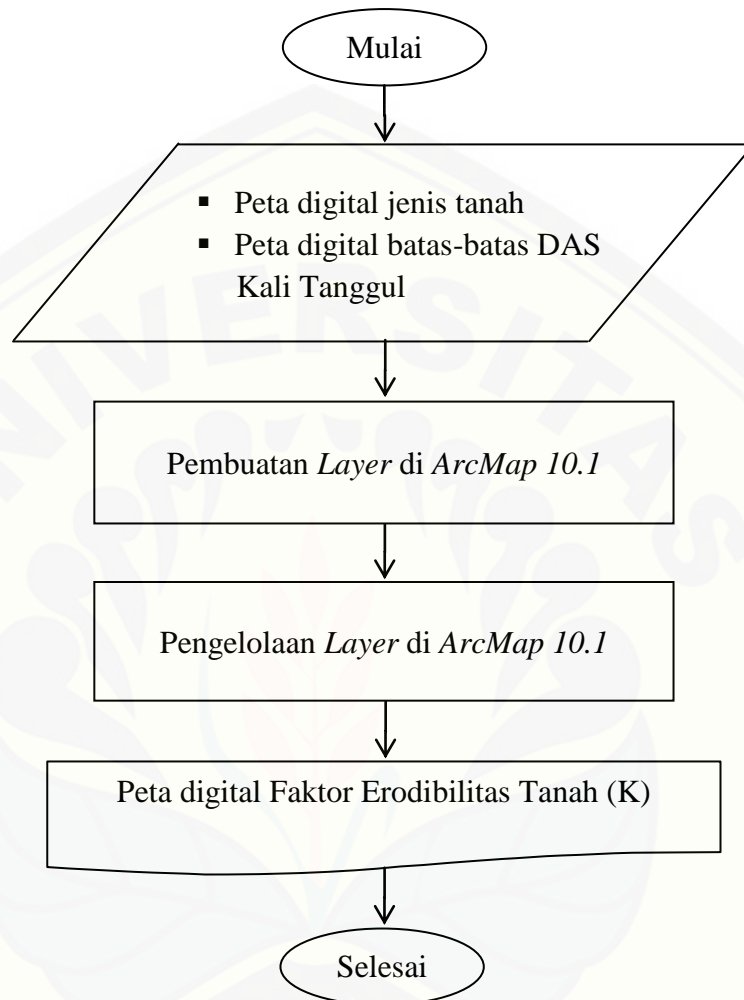 Mulai
▪ Peta digital jenis tanah
▪ Peta digital batas-batas DAS
Kali Tanggul
Pembuatan Layer di ArcMap 10.1
Pengelolaan Layer di ArcMap 10.1
Peta digital Faktor Erodibilitas Tanah (K)
Selesai
UNIVERSITAS